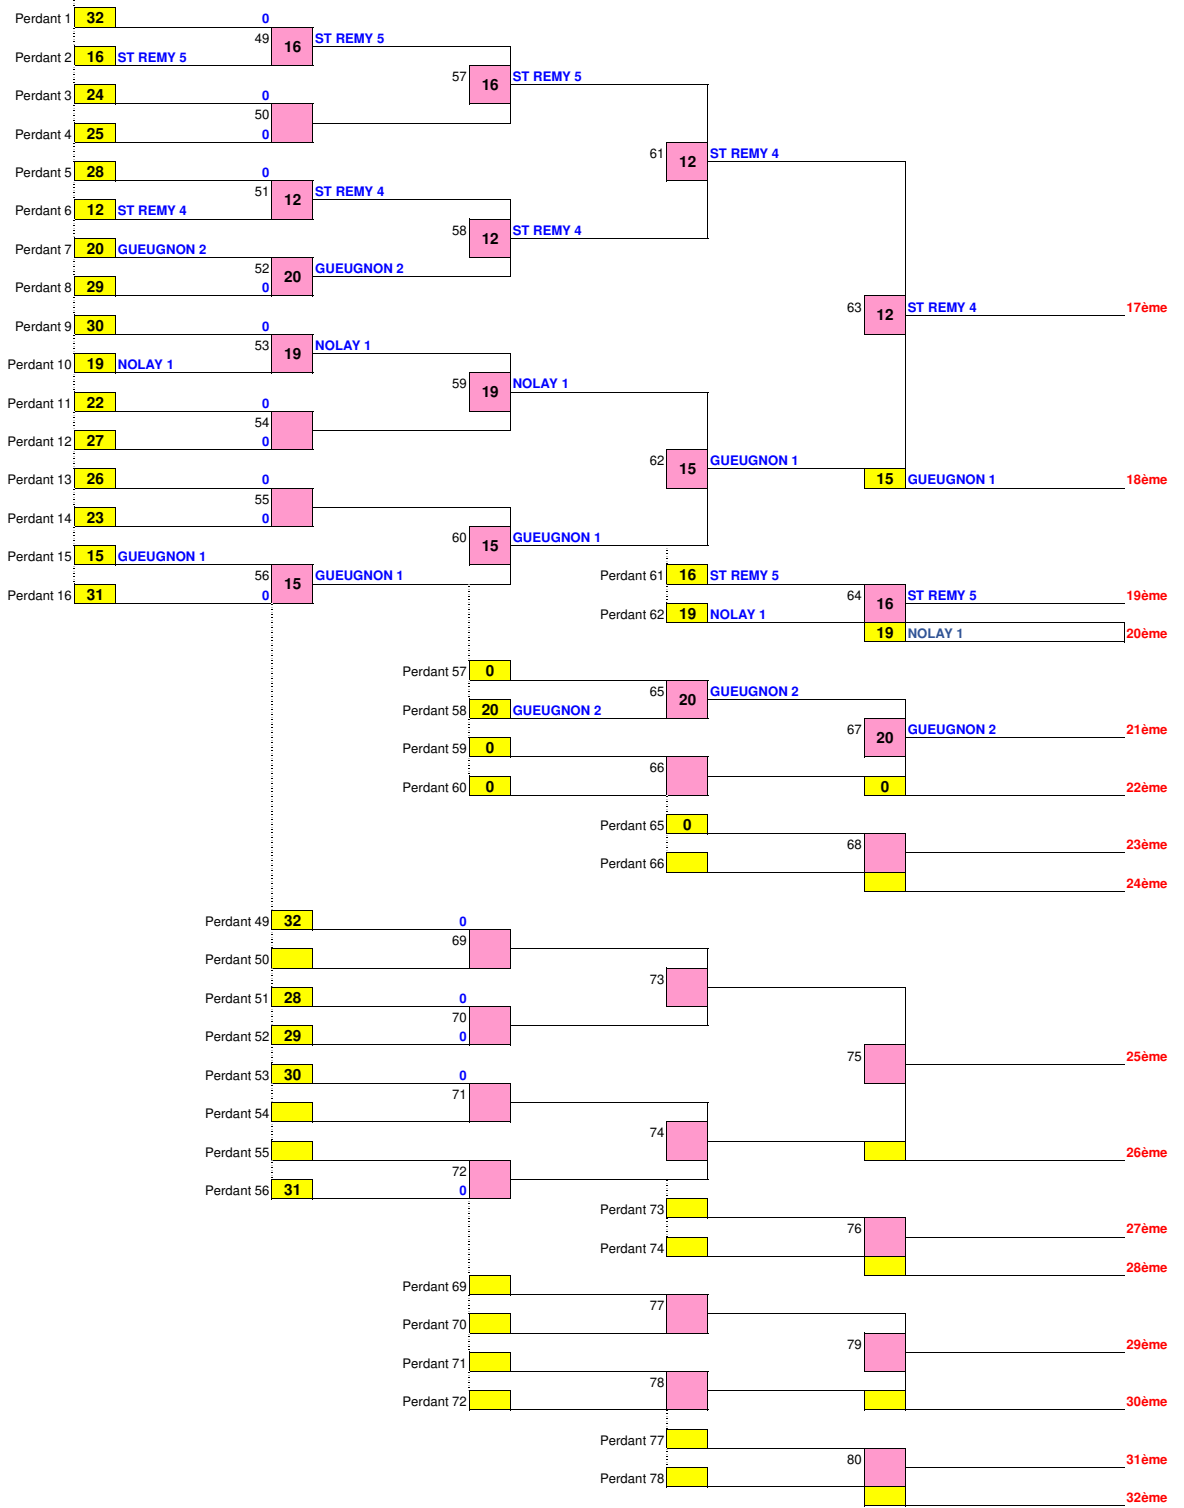 Perdant 1 32 0
49 16 ST REMY 5
Perdant 2 16 ST REMY 5
57 16 ST REMY 5
Perdant 3 24 0
50
Perdant 4 25 0
61 12 ST REMY 4
Perdant 5 28 0
51 12 ST REMY 4
Perdant 6 12 ST REMY 4
58 12 ST REMY 4
Perdant 7 20 GUEUGNON 2
52 20 GUEUGNON 2
Perdant 8 29 0
63 12 ST REMY 4 17ème
Perdant 9 30 0
53 19 NOLAY 1
Perdant 10 19 NOLAY 1
59 19 NOLAY 1
Perdant 11 22 0
54
Perdant 12 27 0
62 15 GUEUGNON 1
Perdant 13 26 0 15 GUEUGNON 1 18ème
55
Perdant 14 23 0
60 15 GUEUGNON 1
Perdant 15 15 GUEUGNON 1
56 15 GUEUGNON 1 Perdant 61 16 ST REMY 5
Perdant 16 31 0 64 16 ST REMY 5 19ème
Perdant 62 19 NOLAY 1
19 NOLAY 1 20ème
Perdant 57 0
65 20 GUEUGNON 2
Perdant 58 20 GUEUGNON 2
67 20 GUEUGNON 2 21ème
Perdant 59 0
66
Perdant 60 0 0 22ème
Perdant 65 0
68 23ème
Perdant 66
24ème
Perdant 49 32 0
69
Perdant 50
73
Perdant 51 28 0
70
Perdant 52 29 0
75 25ème
Perdant 53 30 0
71
Perdant 54
74
Perdant 55 26ème
72
Perdant 56 31 0
Perdant 73
76 27ème
Perdant 74
28ème
Perdant 69
77
Perdant 70
79 29ème
Perdant 71
78
Perdant 72 30ème
Perdant 77
80 31ème
Perdant 78
32ème